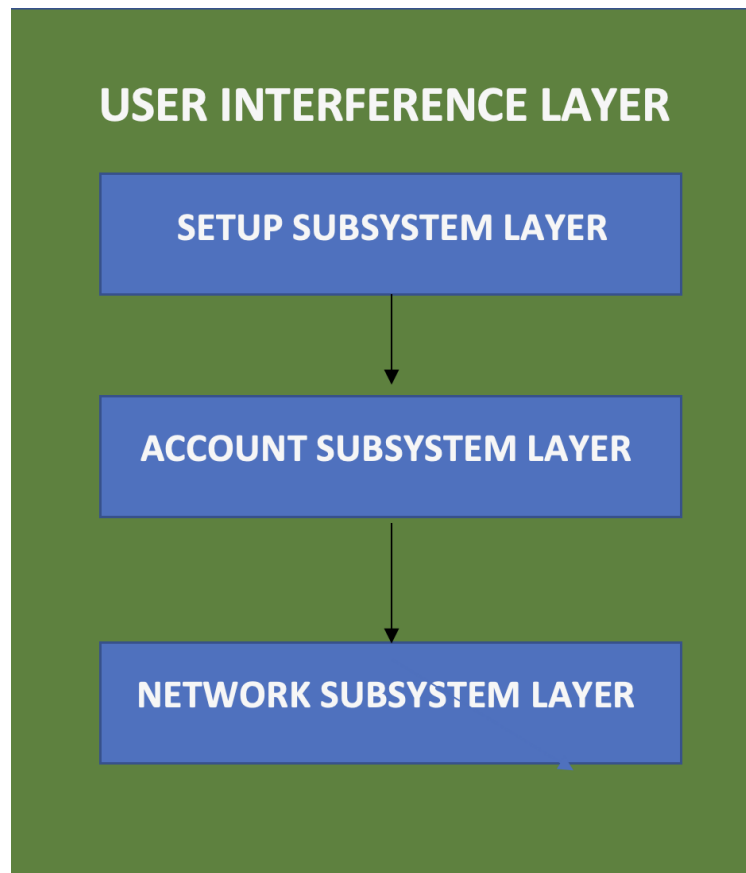 USER INTERFERENCE LAYER
SETUP SUBSYSTEM LAYER
ACCOUNT SUBSYSTEM LAYER
NETWORK SUBSYSTEM LAYER